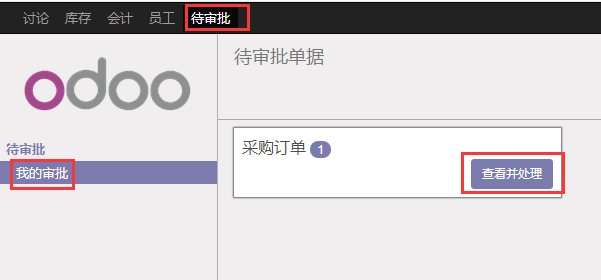 讨论 库存 会计 员工 待审批
odoo
待审批
我的审批
待审批单据
采购订单 1
查看并处理